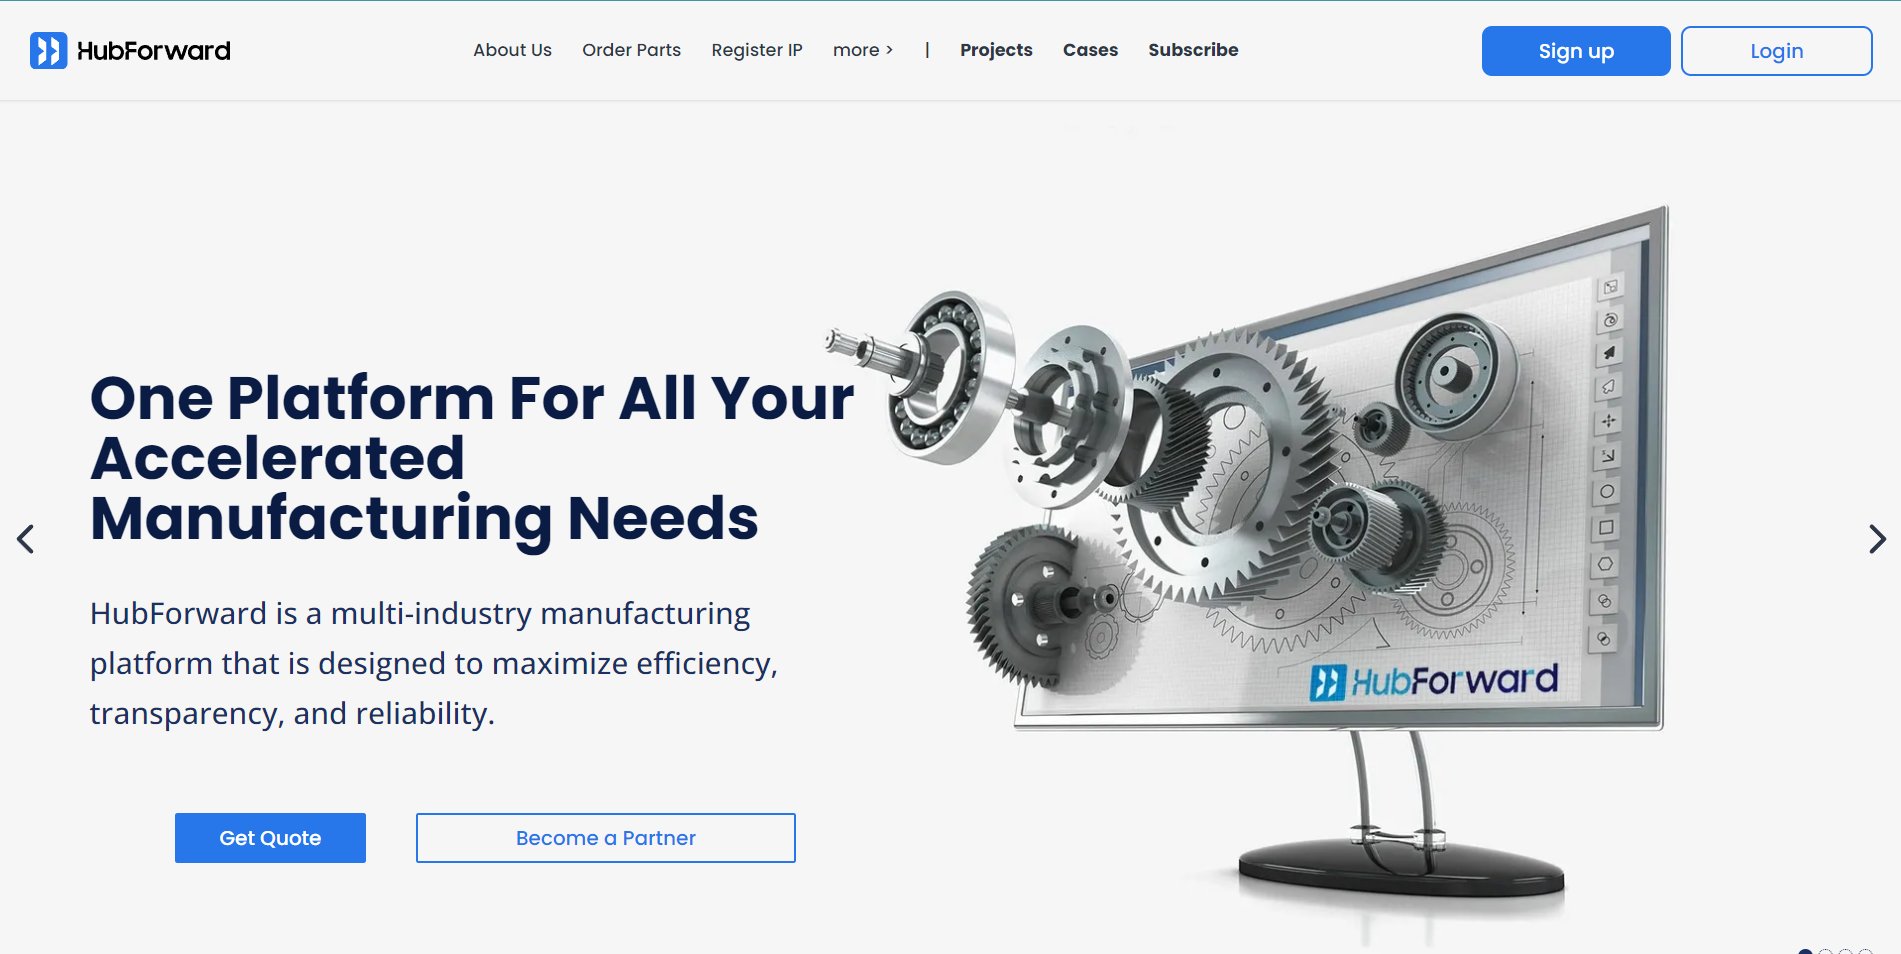 HubForward
About Us Order Parts Register IP more > | Projects Cases Subscribe
Sign up
Login
One Platform For All Your
Accelerated
Manufacturing Needs
HubForward is a multi-industry manufacturing
platform that is designed to maximize efficiency,
transparency, and reliability.
Get Quote
Become a Partner
HubForward